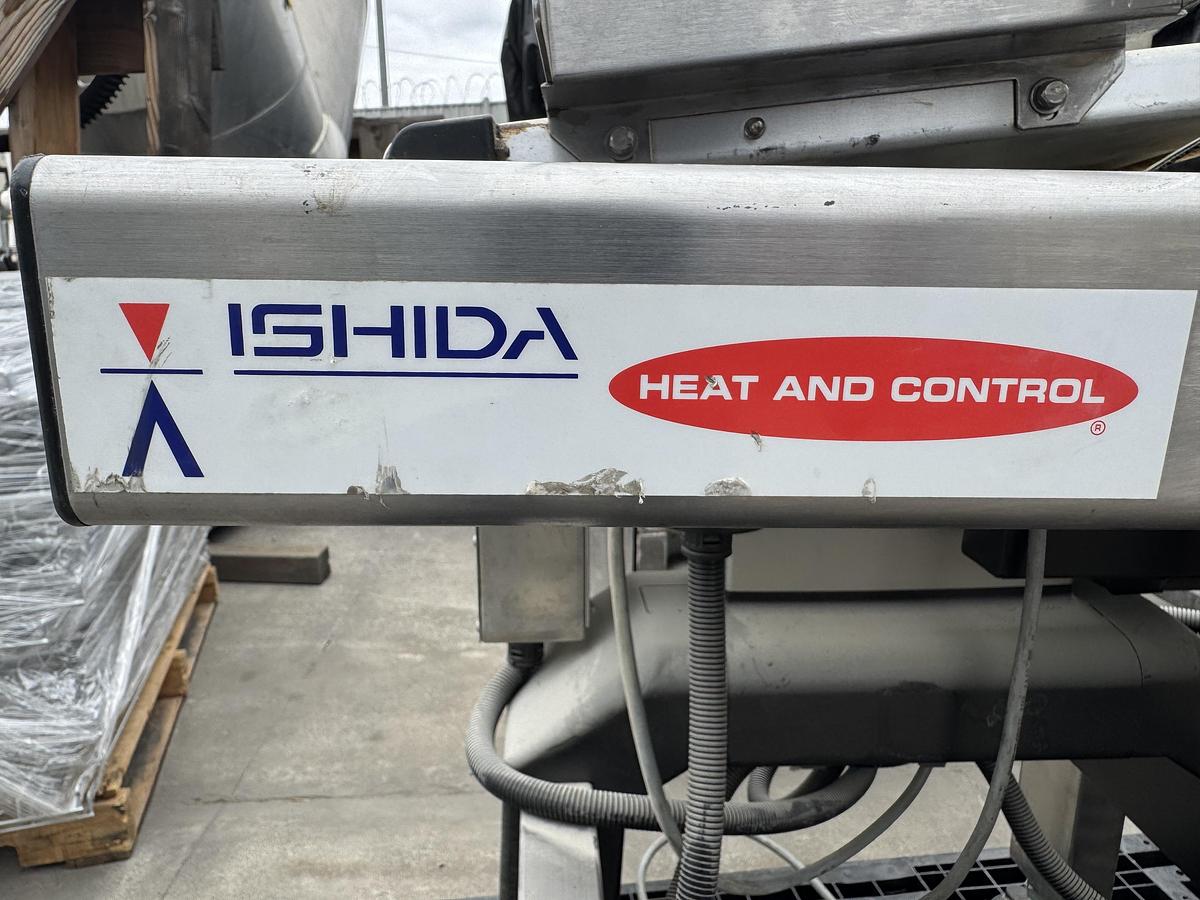 ISHIDA
HEAT AND CONTROL
®